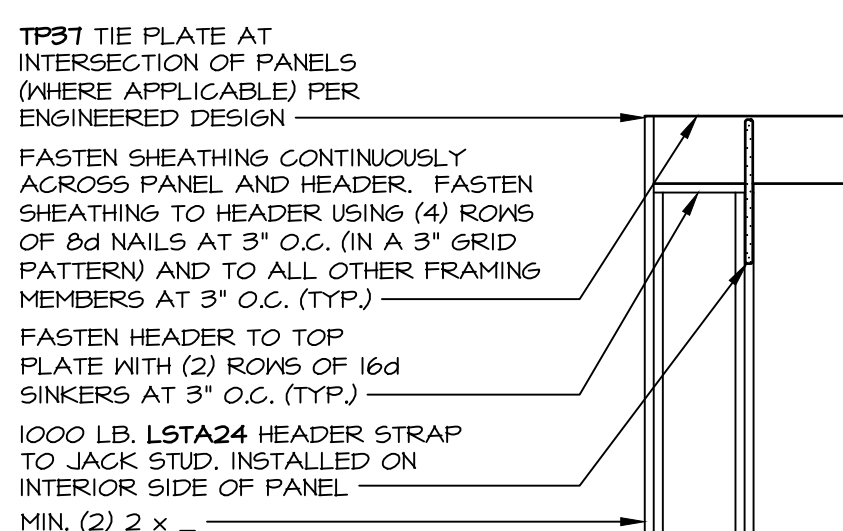 TP37 TIE PLATE AT
INTERSECTION OF PANELS
(WHERE APPLICABLE) PER
ENGINEERED DESIGN
FASTEN SHEATHING CONTINUOUSLY
ACROSS PANEL AND HEADER. FASTEN
SHEATHING TO HEADER USING (4) ROWS
OF 8d NAILS AT 3" O.C. (IN A 3" GRID
PATTERN) AND TO ALL OTHER FRAMING
MEMBERS AT 3" O.C. (TYP.)
FASTEN HEADER TO TOP
PLATE WITH (2) ROWS OF 16d
SINKERS AT 3" O.C. (TYP.)
1000 LB. LSTA24 HEADER STRAP
TO JACK STUD. INSTALLED ON
INTERIOR SIDE OF PANEL
MIN. (2) 2 x _